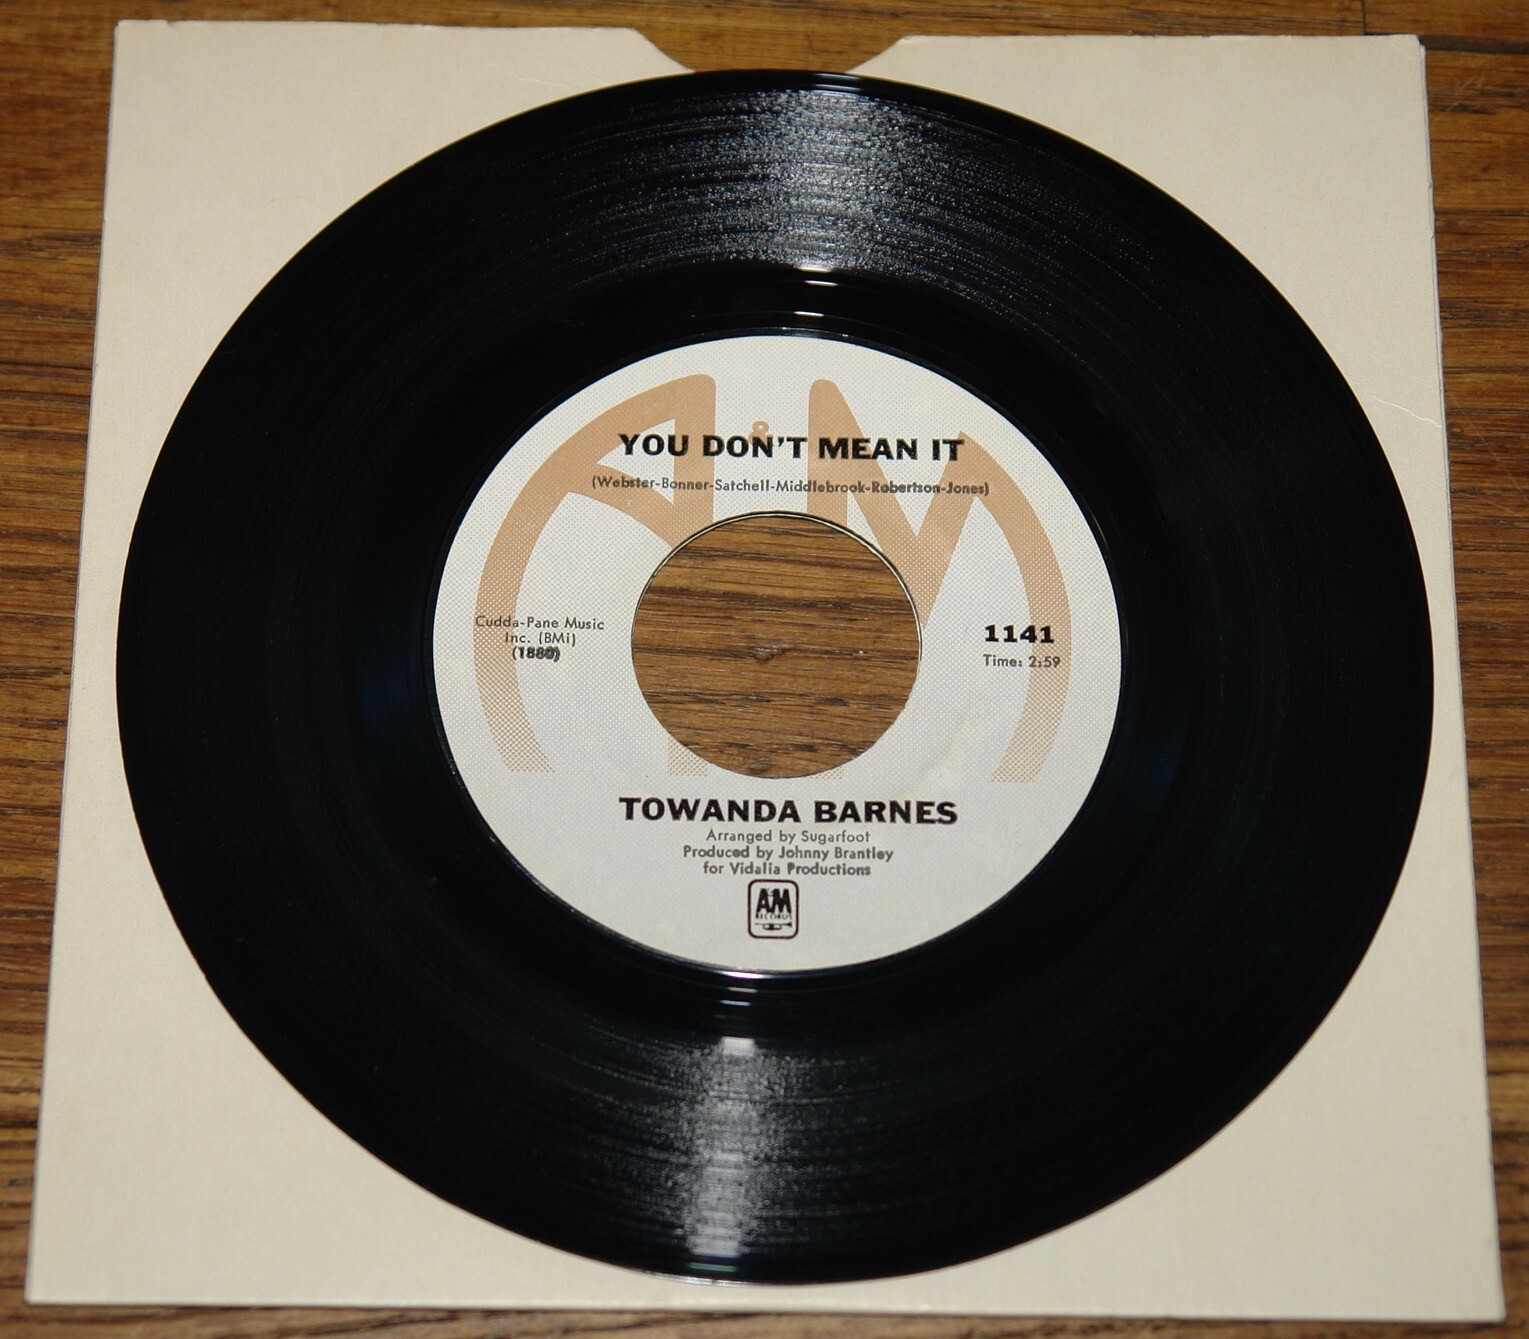 A & M
YOU DON'T MEAN IT
(Webster-Bonner-Satchell-Middlebrook-Robertson-Jones)
Cudda-Pane Music
Inc. (BMi)
1141
Time: 2:59
TOWANDA BARNES
Arranged by Sugarfoot
Produced by Johnny Brantley
for Vidalia Productions
A&M
RECORDS